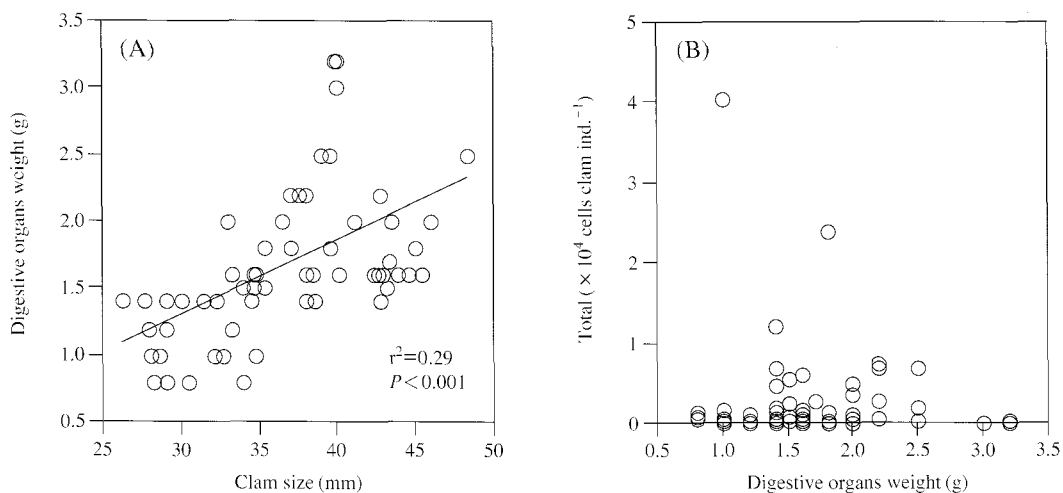 (A)
Digestive organs weight (g)
3.5
3.0
2.5
2.0
1.5
1.0
0.5
r²=0.29
P<0.001
25 30 35 40 45 50
Clam size (mm)
(B)
Total (×10⁴ cells clam ind.⁻¹)
5
4
3
2
1
0
0.5 1.0 1.5 2.0 2.5 3.0 3.5
Digestive organs weight (g)